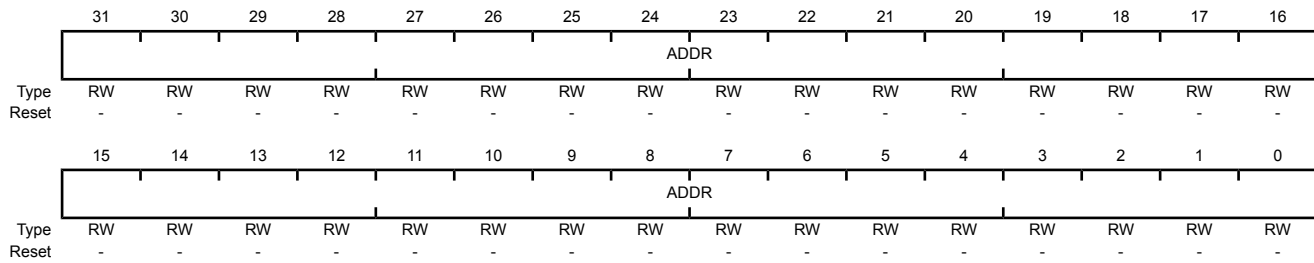 31 30 29 28 27 26 25 24 23 22 21 20 19 18 17 16
ADDR
Type RW RW RW RW RW RW RW RW RW RW RW RW RW RW RW RW
Reset - - - - - - - - - - - - - - - -
15 14 13 12 11 10 9 8 7 6 5 4 3 2 1 0
ADDR
Type RW RW RW RW RW RW RW RW RW RW RW RW RW RW RW RW
Reset - - - - - - - - - - - - - - - -